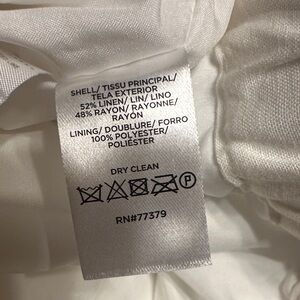 SHELL/ TISSU PRINCIPAL/
TELA EXTERIOR
52% LINEN/ LIN/ LINO
48% RAYON/ RAYONNE/
RAYON
LINING/ DOUBLURE/ FORRO
100% POLYESTER/
POLIÉSTER
DRY CLEAN
P
RN#77379